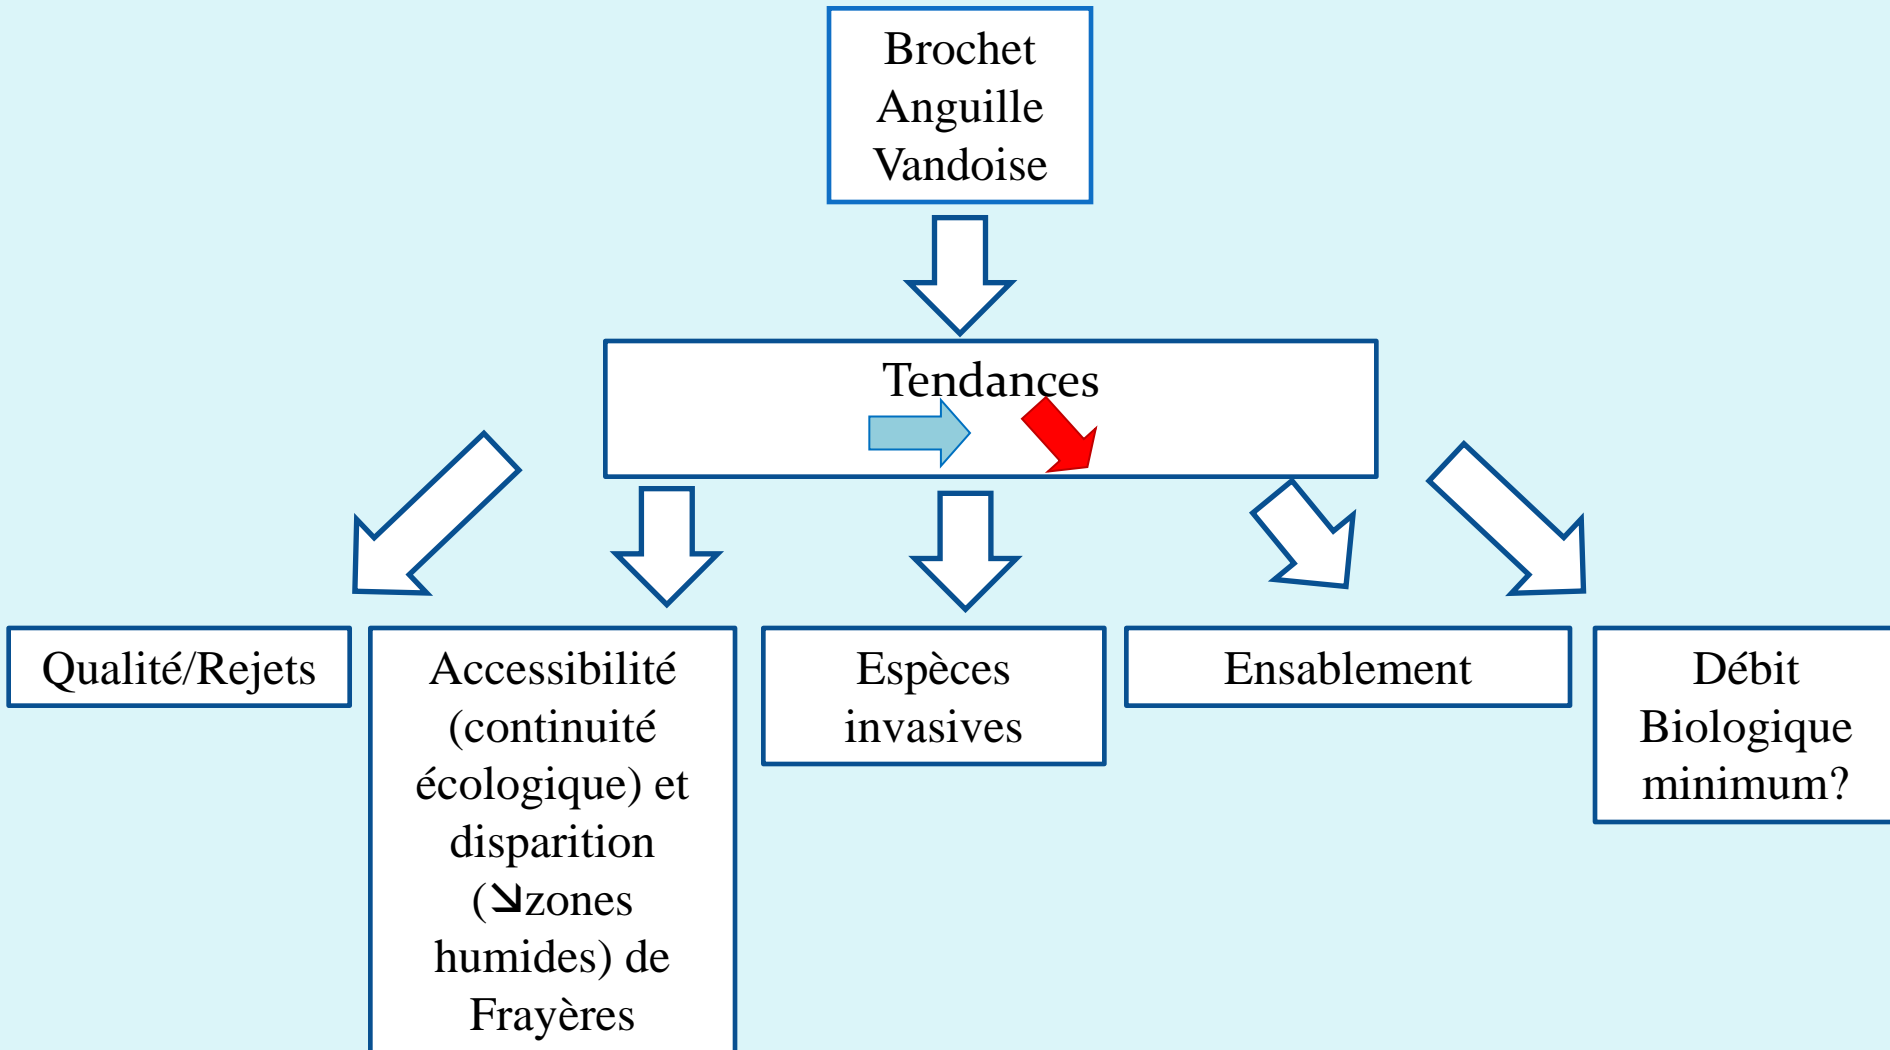 Brochet
Anguille
Vandoise
Tendances
Qualité/Rejets
Accessibilité
(continuité
écologique) et
disparition
(⬊zones
humides) de
Frayères
Espèces
invasives
Ensablement
Débit
Biologique
minimum?